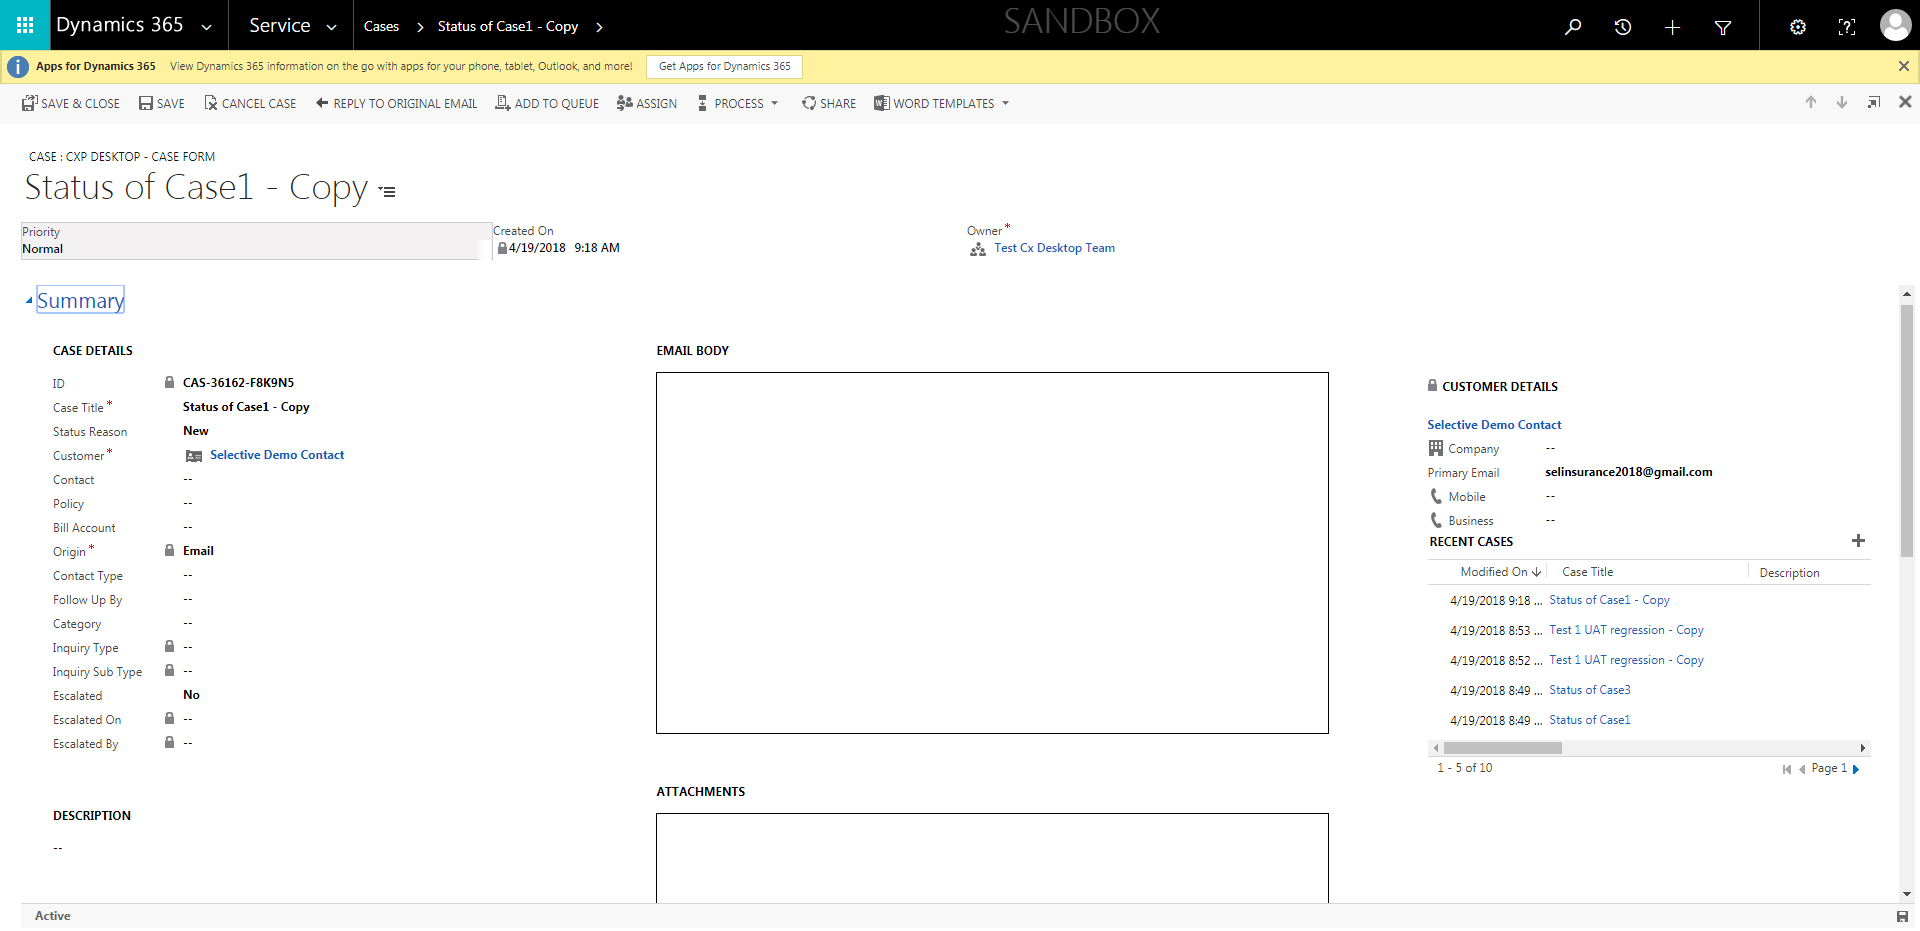 Dynamics 365 Service Cases Status of Case1 - Copy SANDBOX
Apps for Dynamics 365 View Dynamics 365 information on the go with apps for your phone, tablet, Outlook, and more! Get Apps for Dynamics 365
SAVE & CLOSE SAVE CANCEL CASE REPLY TO ORIGINAL EMAIL ADD TO QUEUE ASSIGN PROCESS SHARE WORD TEMPLATES
CASE : CXP DESKTOP - CASE FORM
Status of Case1 - Copy
Priority
Normal
Created On
4/19/2018 9:18 AM
Owner*
Test Cx Desktop Team
Summary
CASE DETAILS
ID CAS-36162-F8K9N5
Case Title* Status of Case1 - Copy
Status Reason New
Customer* Selective Demo Contact
Contact --
Policy --
Bill Account --
Origin* Email
Contact Type --
Follow Up By --
Category --
Inquiry Type --
Inquiry Sub Type --
Escalated No
Escalated On --
Escalated By --
DESCRIPTION
--
EMAIL BODY
ATTACHMENTS
CUSTOMER DETAILS
Selective Demo Contact
Company --
Primary Email selinsurance2018@gmail.com
Mobile --
Business --
RECENT CASES
Modified On Case Title Description
4/19/2018 9:18 ... Status of Case1 - Copy
4/19/2018 8:53 ... Test 1 UAT regression - Copy
4/19/2018 8:52 ... Test 1 UAT regression - Copy
4/19/2018 8:49 ... Status of Case3
4/19/2018 8:49 ... Status of Case1
1 - 5 of 10 Page 1
Active